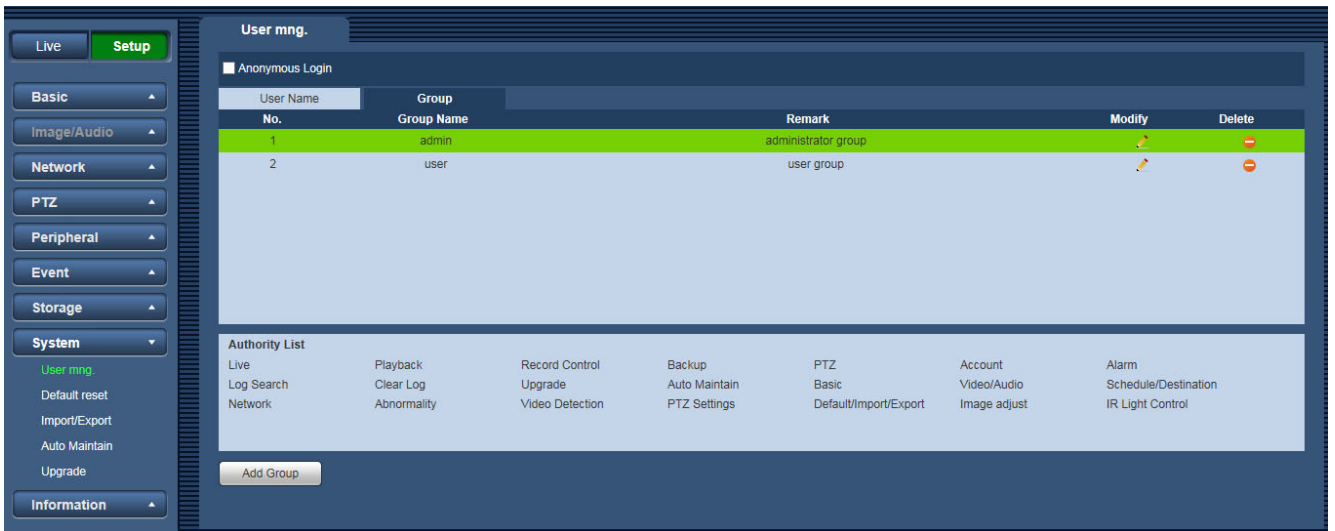 Live Setup
Basic
Image/Audio
Network
PTZ
Peripheral
Event
Storage
System
User mng.
Default reset
Import/Export
Auto Maintain
Upgrade
Information
User mng.
Anonymous Login
User Name Group
No. Group Name Remark Modify Delete
1 admin administrator group
2 user user group
Authority List
Live Playback Record Control Backup PTZ Account Alarm
Log Search Clear Log Upgrade Auto Maintain Basic Video/Audio Schedule/Destination
Network Abnormality Video Detection PTZ Settings Default/Import/Export Image adjust IR Light Control
Add Group